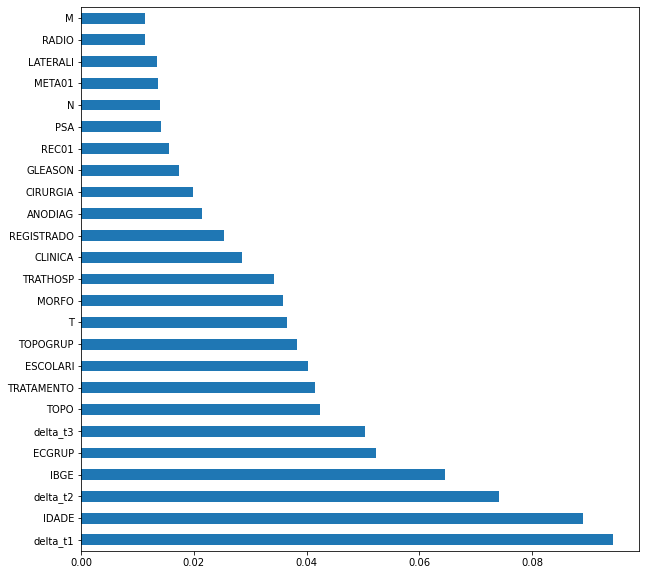 M
RADIO
LATERALI
META01
N
PSA
REC01
GLEASON
CIRURGIA
ANODIAG
REGISTRADO
CLINICA
TRATHOSP
MORFO
T
TOPOGRUP
ESCOLARI
TRATAMENTO
TOPO
delta_t3
ECGRUP
IBGE
delta_t2
IDADE
delta_t1
0.00 0.02 0.04 0.06 0.08